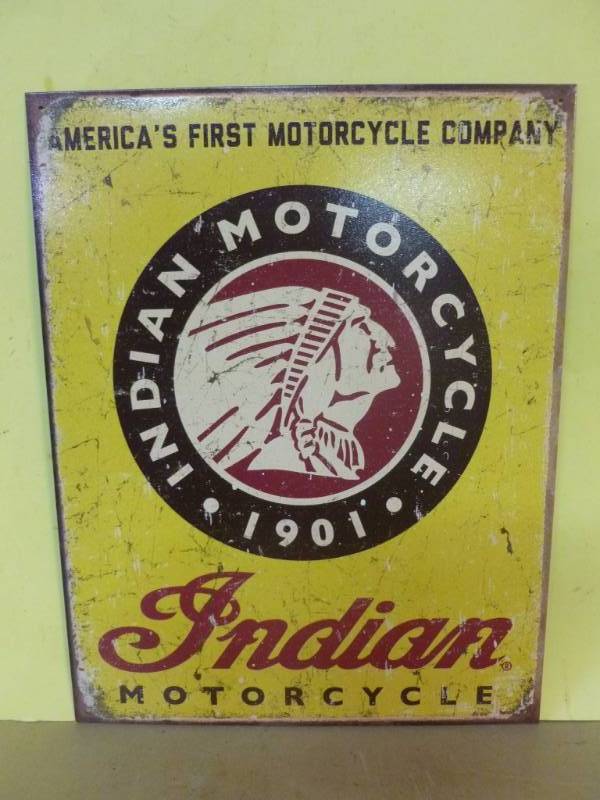 AMERICA'S FIRST MOTORCYCLE COMPANY
INDIAN MOTORCYCLE
• 1901 •
Indian®
MOTORCYCLE